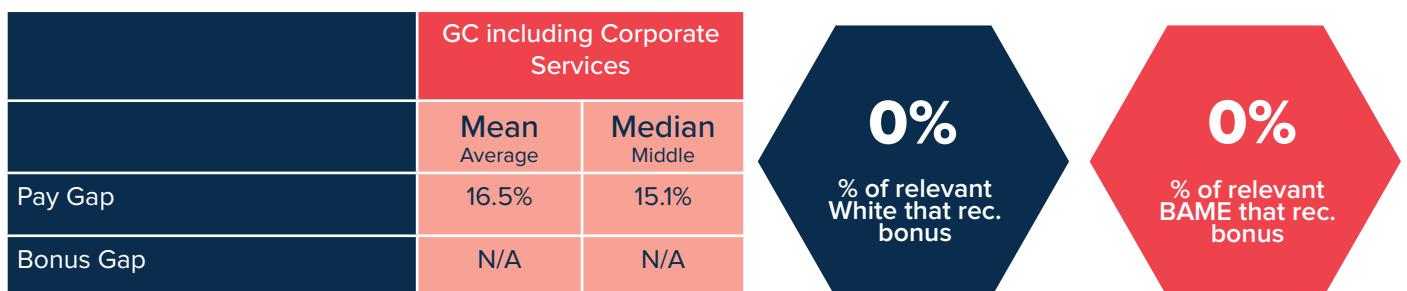 GC including Corporate
Services
Mean
Average
Median
Middle
Pay Gap
16.5%
15.1%
Bonus Gap
N/A
N/A
0%
% of relevant
White that rec.
bonus
0%
% of relevant
BAME that rec.
bonus